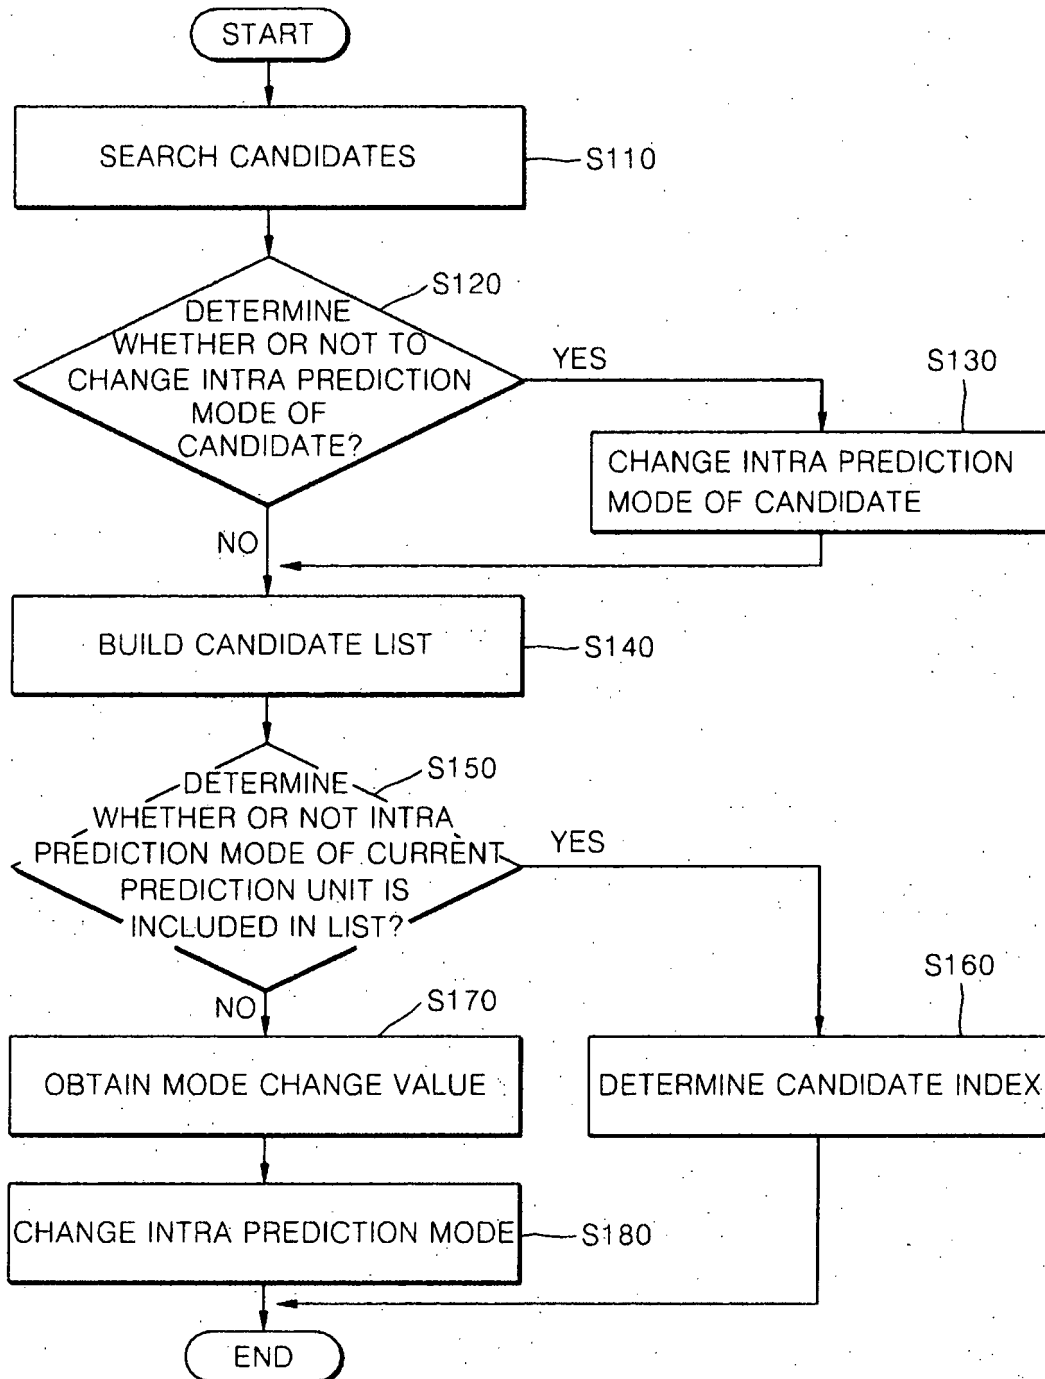 START
SEARCH CANDIDATES
S110
S120
DETERMINE
WHETHER OR NOT TO
CHANGE INTRA PREDICTION
MODE OF
CANDIDATE?
YES
S130
CHANGE INTRA PREDICTION
MODE OF CANDIDATE
NO
BUILD CANDIDATE LIST
S140
S150
DETERMINE
WHETHER OR NOT INTRA
PREDICTION MODE OF CURRENT
PREDICTION UNIT IS
INCLUDED IN LIST?
YES
S160
DETERMINE CANDIDATE INDEX
NO
S170
OBTAIN MODE CHANGE VALUE
CHANGE INTRA PREDICTION MODE
S180
END